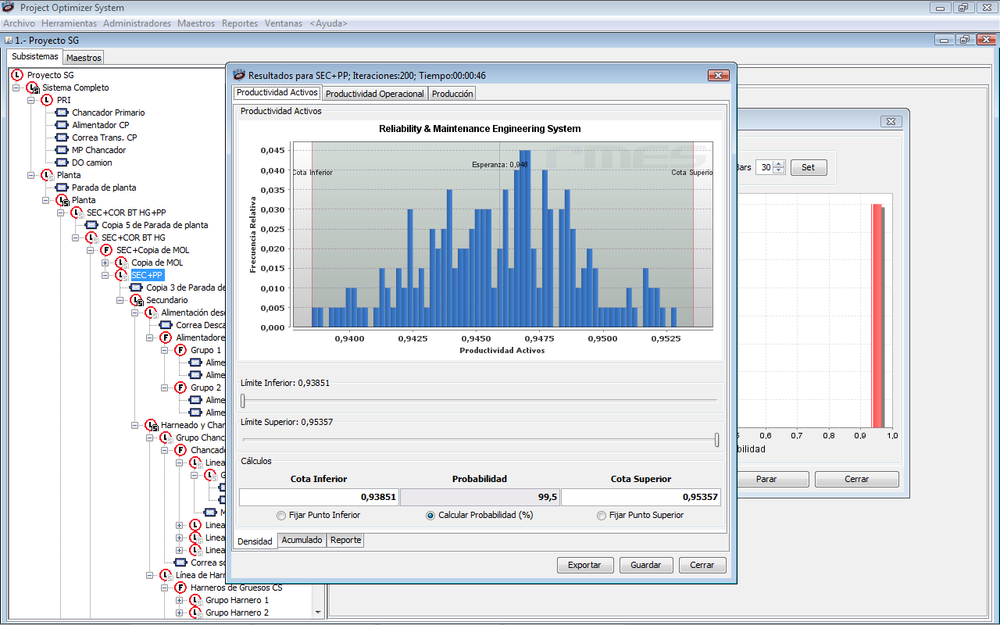 Project Optimizer System
Archivo Herramientas Administradores Maestros Reportes Ventanas <Ayuda>
1.- Proyecto SG
Subsistemas Maestros
Proyecto SG
Sistema Completo
PRI
Chancador Primario
Alimentador CP
Correa Trans. CP
MP Chancador
DO camion
Planta
Parada de planta
Planta
SEC+COR BT HG+PP
Copia 5 de Parada de planta
SEC+COR BT HG
SEC+Copia de MOL
Copia de MOL
SEC+PP
Copia 3 de Parada de
Secundario
Alimentación des
Correa Desca
Alimentadores
Grupo 1
Alime
Alime
Grupo 2
Alime
Alime
Harneado y Chan
Grupo Chanc
Chancado
Linea
G
M
Linea
Linea
Linea
Correa so
Línea de Harn
Harneros de Gruesos CS
Grupo Harnero 1
Grupo Harnero 2
Resultados para SEC+PP; Iteraciones:200; Tiempo:00:00:46
Productividad Activos Productividad Operacional Producción
Productividad Activos
Reliability & Maintenance Engineering System
rmes
0,045
0,040
0,035
0,030
0,025
0,020
0,015
0,010
0,005
0,000
Frecuencia Relativa
Cota Inferior
Esperanza: 0,946
Cota Superio
0,9400 0,9425 0,9450 0,9475 0,9500 0,9525
Productividad Activos
Límite Inferior: 0,93851
Límite Superior: 0,95357
Cálculos
Cota Inferior Probabilidad Cota Superior
0,93851 99,5 0,95357
Fijar Punto Inferior Calcular Probabilidad (%) Fijar Punto Superior
Densidad Acumulado Reporte
Exportar Guardar Cerrar
Bars 30 Set
0,6 0,7 0,8 0,9 1,0
bilidad
Parar Cerrar